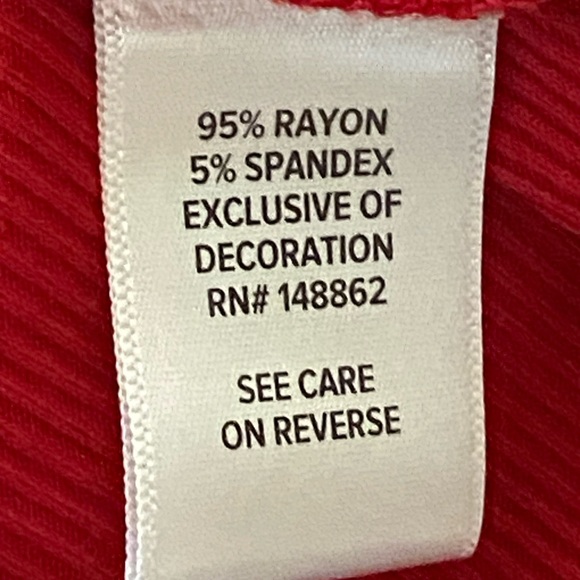 95% RAYON
5% SPANDEX
EXCLUSIVE OF
DECORATION
RN# 148862
SEE CARE
ON REVERSE